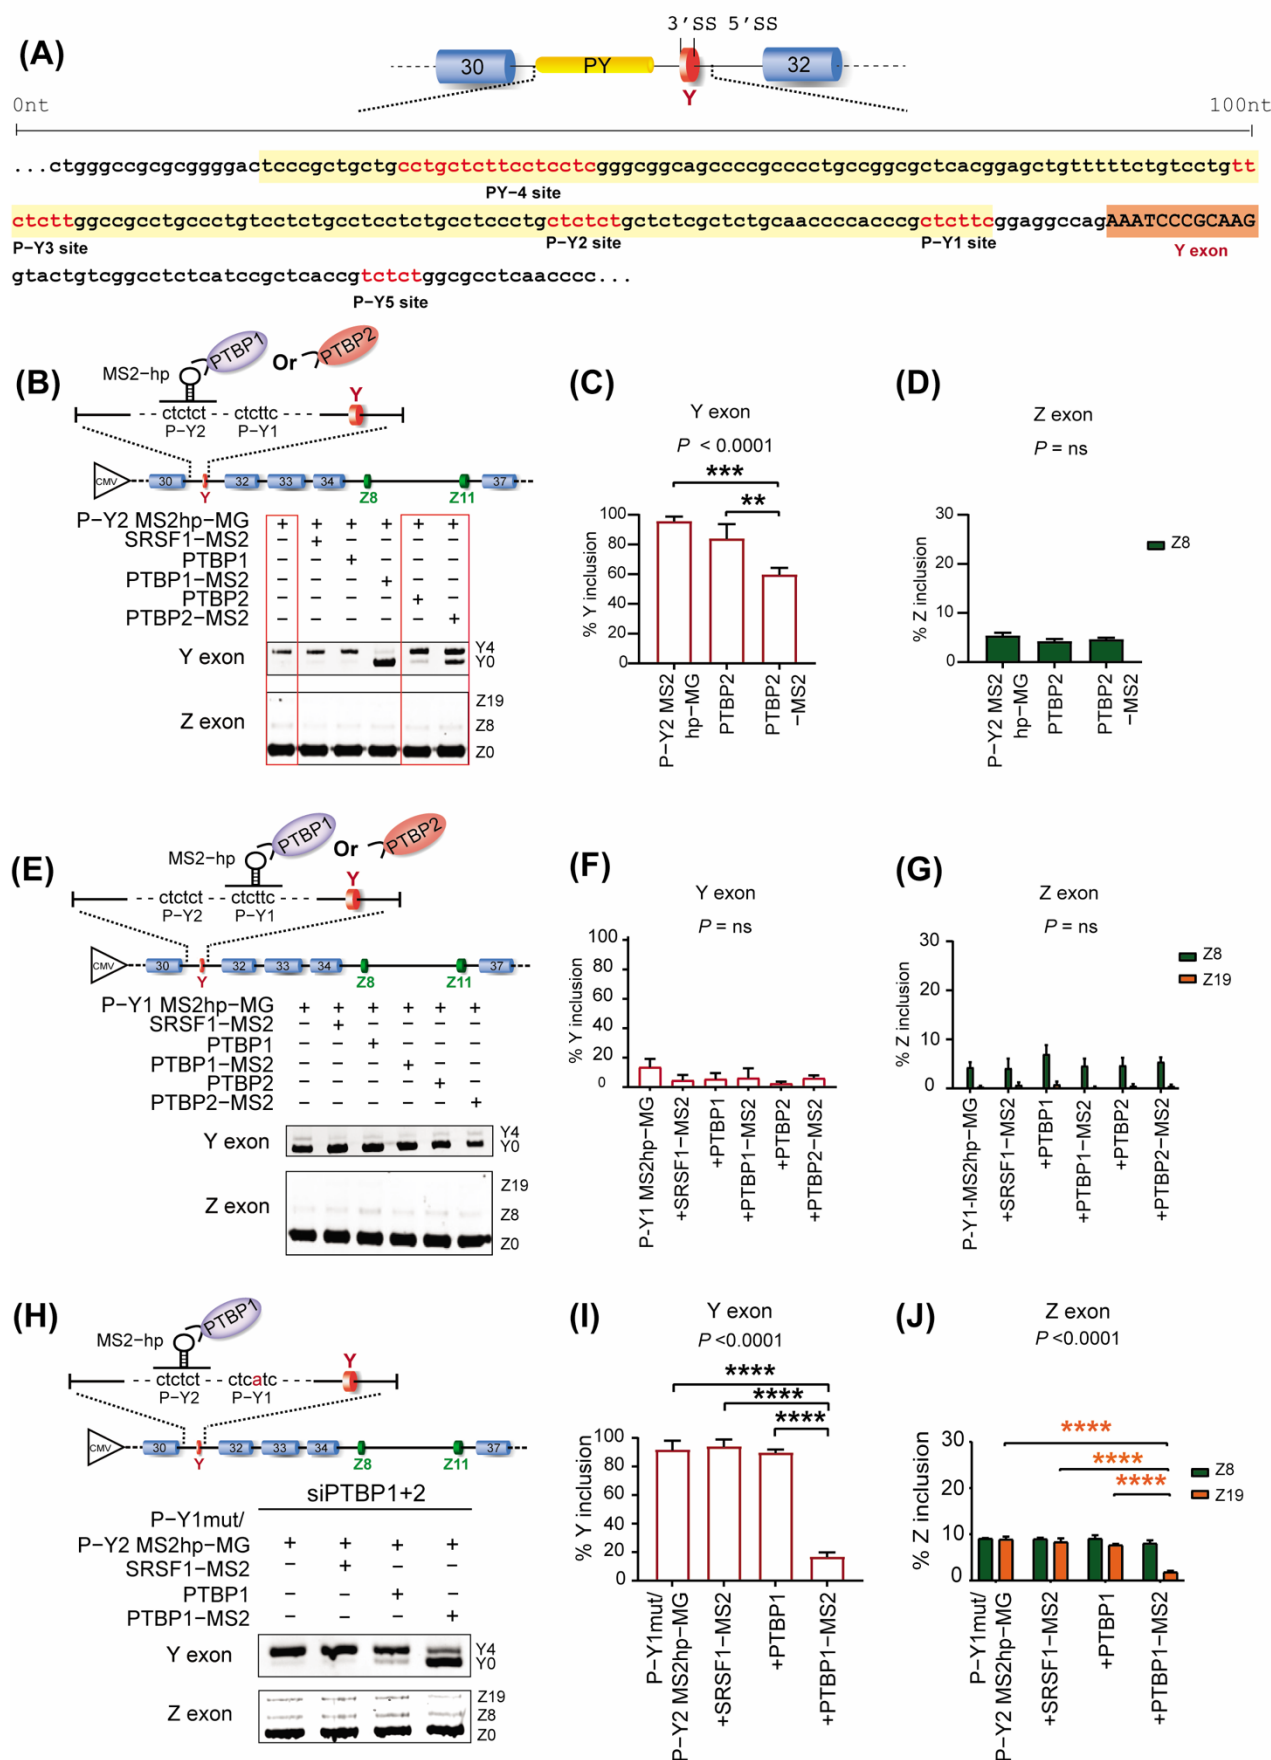 (A)
3'SS 5'SS
30 PY 32
Y
0nt 100nt
...ctgggccgcgcggggactcccgctgctgcctgctcttcctcctcgggcggcagccccgcccctgccggcgctcacggagctgtttttctgtcctgtt
PY-4 site
ctcttggccgcctgccctgtcctctctgcctcctctgcctccctgctctctgctctcgctctgcaaccccacccgctcttcggaggccagAAATCCCGCAAG
P-Y3 site P-Y2 site P-Y1 site Y exon
gtactgtcggcctctcatccgctcaccgtctctggcgcctcaacccc...
P-Y5 site
(B)
PTBP1 Or PTBP2
MS2-hp
Y
ctctct ctcttc
P-Y2 P-Y1
CMV 30 32 33 34 37
Y Z8 Z11
P-Y2 MS2hp-MG + + + + + +
SRSF1-MS2 − + − − − −
PTBP1 − − + − − −
PTBP1-MS2 − − − + − −
PTBP2 − − − − + −
PTBP2-MS2 − − − − − +
Y exon Y4
Y0
Z exon Z19
Z8
Z0
(C)
Y exon
P < 0.0001
***
**
% Y inclusion
100
80
60
40
20
0
P-Y2 MS2 hp-MG
PTBP2
PTBP2 -MS2
(D)
Z exon
P = ns
% Z inclusion
30
20
10
0
Z8
P-Y2 MS2 hp-MG
PTBP2
PTBP2 -MS2
(E)
PTBP1 Or PTBP2
MS2-hp
Y
ctctct ctcttc
P-Y2 P-Y1
CMV 30 32 33 34 37
Y Z8 Z11
P-Y1 MS2hp-MG + + + + + +
SRSF1-MS2 − + − − − −
PTBP1 − − + − − −
PTBP1-MS2 − − − + − −
PTBP2 − − − − + −
PTBP2-MS2 − − − − − +
Y exon Y4
Y0
Z exon Z19
Z8
Z0
(F)
Y exon
P = ns
% Y inclusion
100
80
60
40
20
0
P-Y1 MS2hp-MG
+SRSF1-MS2
+PTBP1
+PTBP1-MS2
+PTBP2
+PTBP2-MS2
(G)
Z exon
P = ns
% Z inclusion
30
20
10
0
Z8
Z19
P-Y1-MS2hp-MG
+SRSF1-MS2
+PTBP1
+PTBP1-MS2
+PTBP2
+PTBP2-MS2
(H)
PTBP1
MS2-hp
Y
ctctct ctcatc
P-Y2 P-Y1
CMV 30 32 33 34 37
Y Z8 Z11
siPTBP1+2
P-Y1mut/
P-Y2 MS2hp-MG + + + +
SRSF1-MS2 − + − −
PTBP1 − − + −
PTBP1-MS2 − − − +
Y exon Y4
Y0
Z exon Z19
Z8
Z0
(I)
Y exon
P <0.0001
****
****
****
% Y inclusion
100
80
60
40
20
0
P-Y1mut/
P-Y2 MS2hp-MG
+SRSF1-MS2
+PTBP1
+PTBP1-MS2
(J)
Z exon
P <0.0001
****
****
****
% Z inclusion
30
20
10
0
Z8
Z19
P-Y1mut/
P-Y2 MS2hp-MG
+SRSF1-MS2
+PTBP1
+PTBP1-MS2